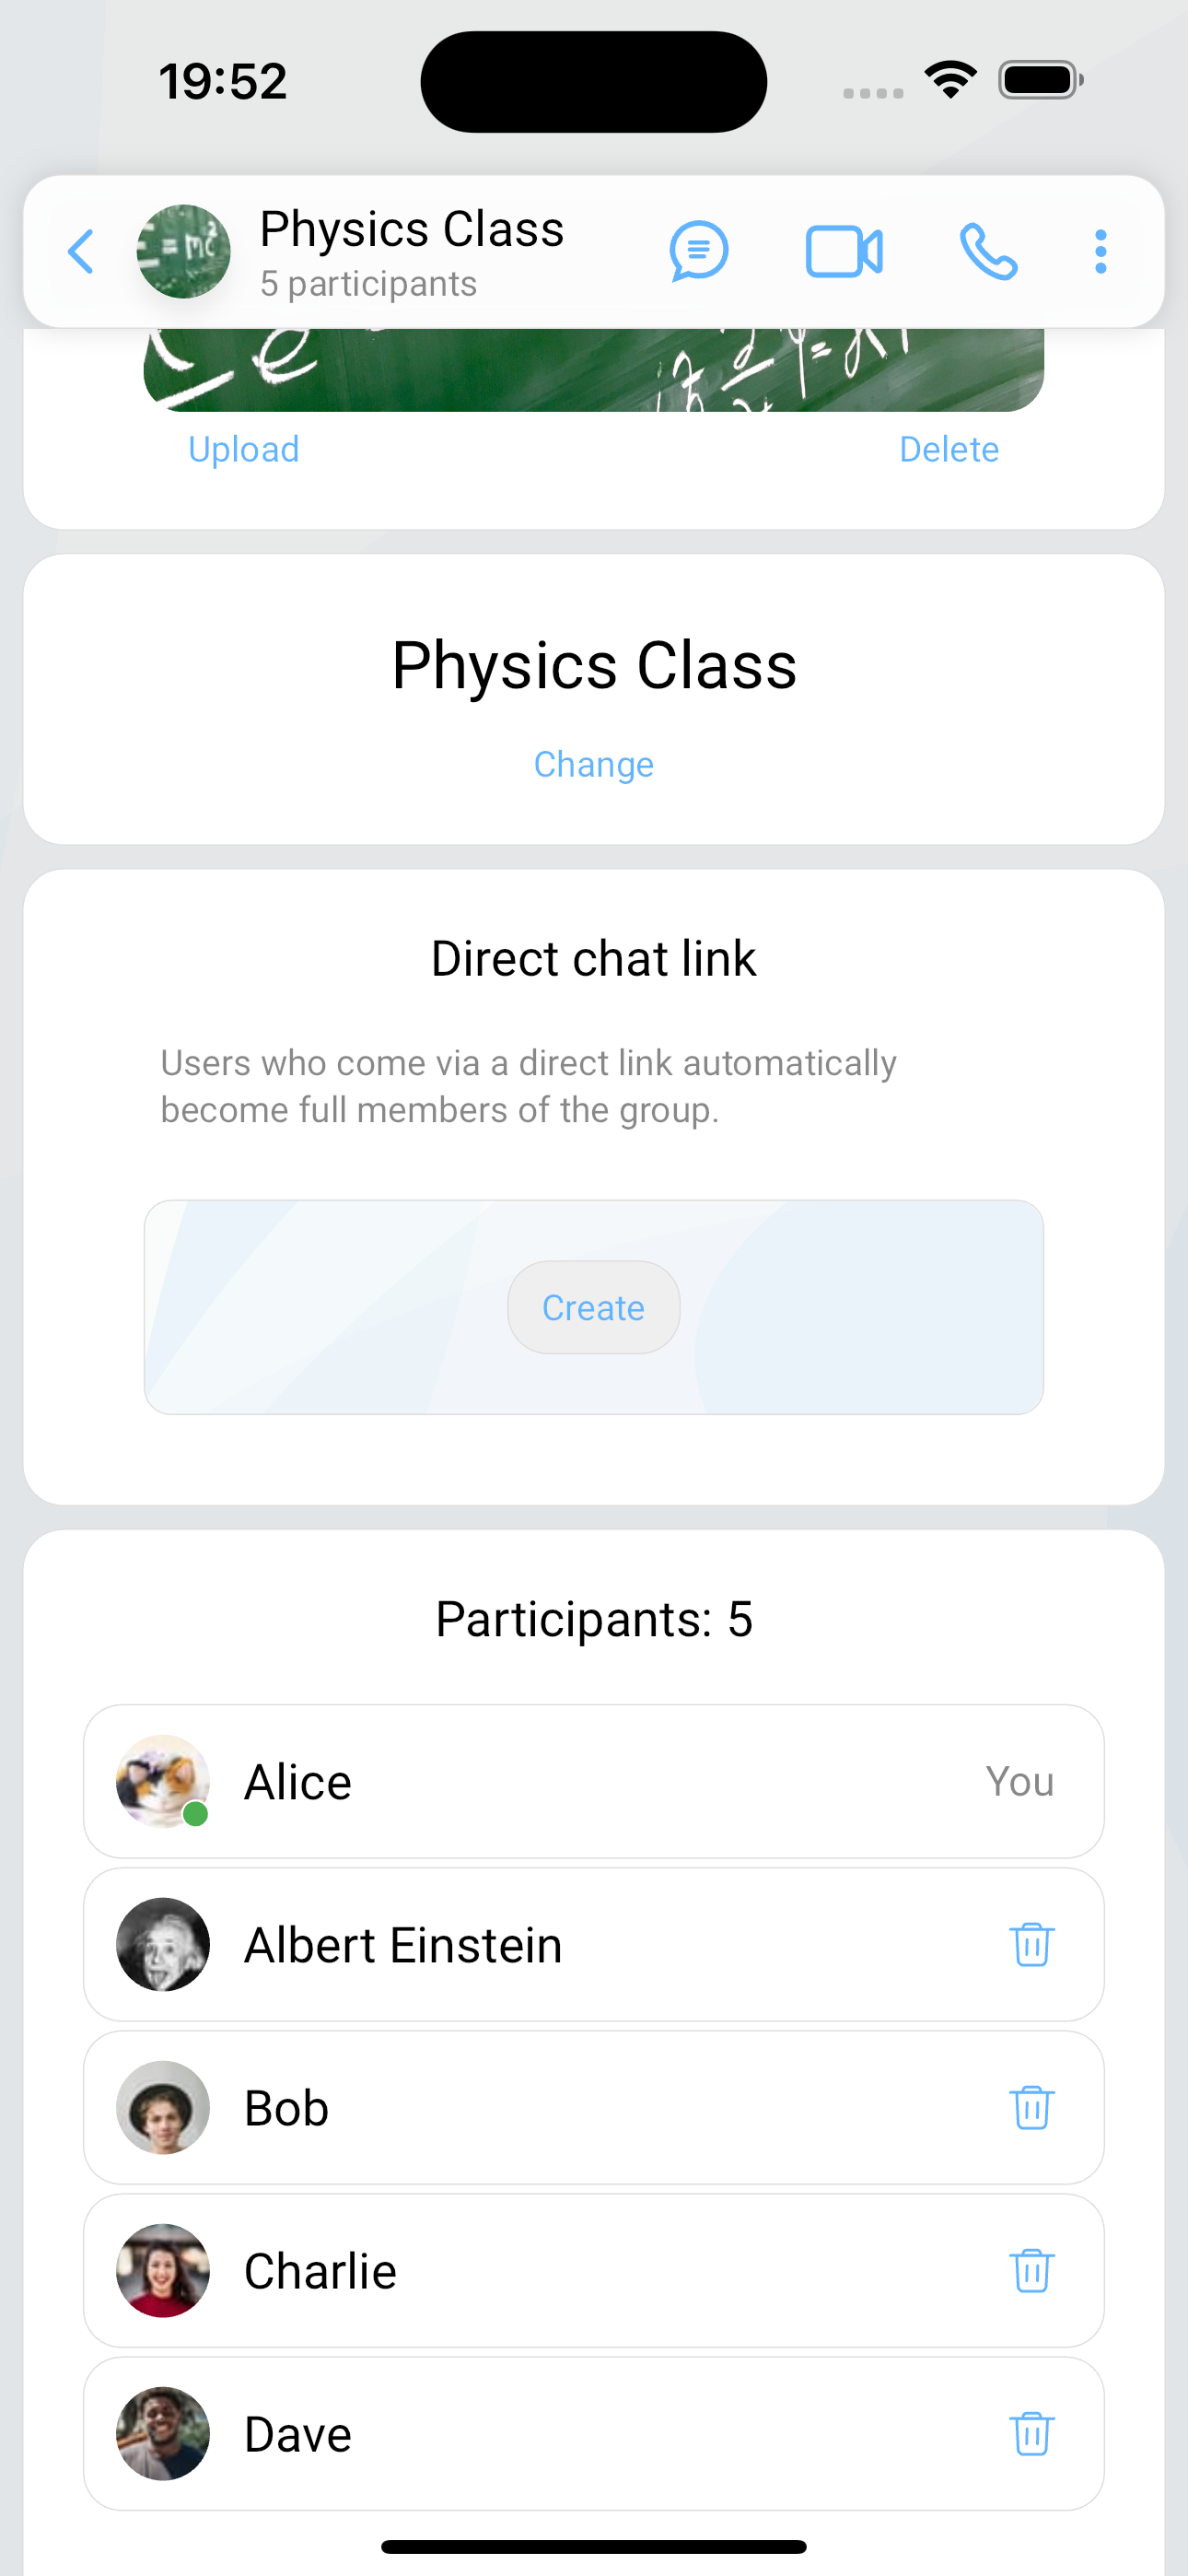 19:52
= mc²
Physics Class
5 participants
Upload
Delete
Physics Class
Change
Direct chat link
Users who come via a direct link automatically
become full members of the group.
Create
Participants: 5
Alice
You
Albert Einstein
Bob
Charlie
Dave